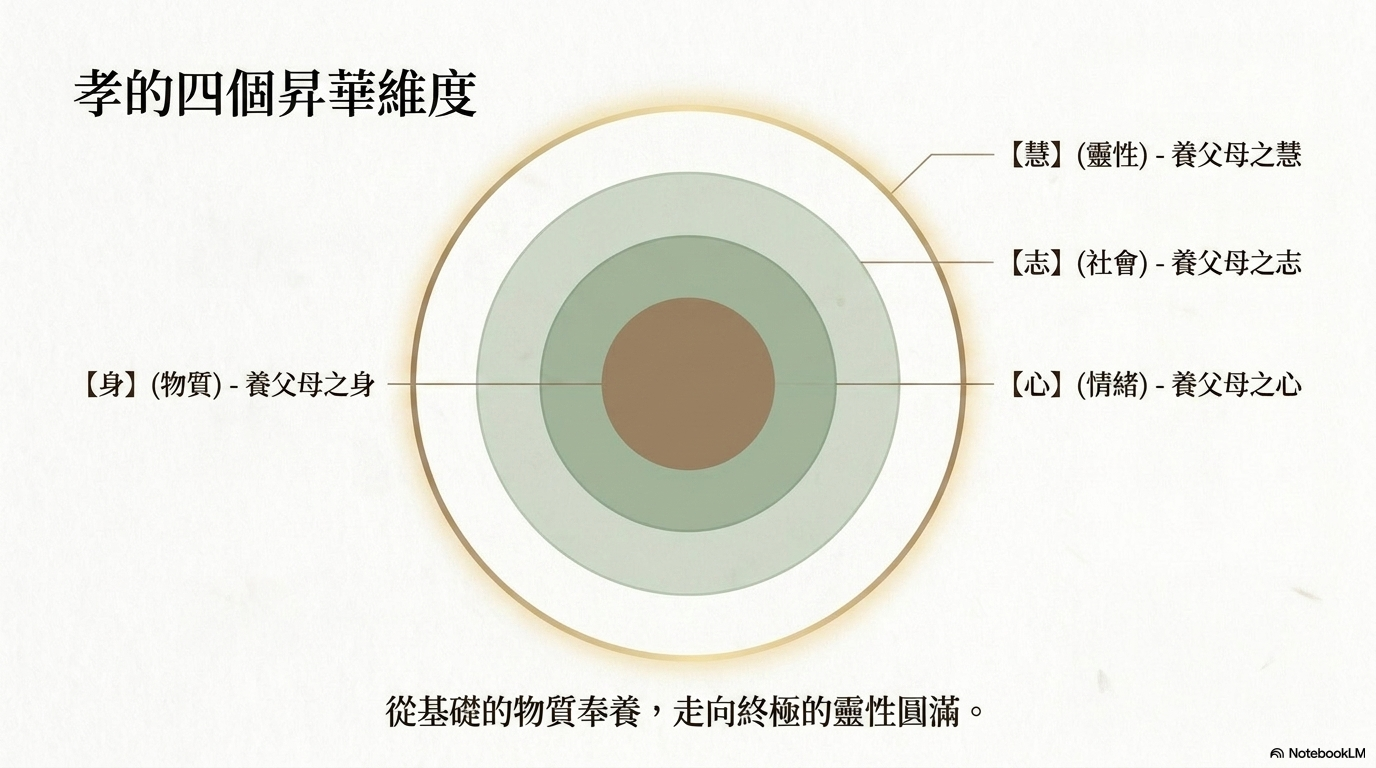 孝的四個昇華維度
【慧】(靈性) - 養父母之慧
【志】(社會) - 養父母之志
【身】(物質) - 養父母之身
【心】(情緒) - 養父母之心
從基礎的物質奉養，走向終極的靈性圓滿。
NotebookLM